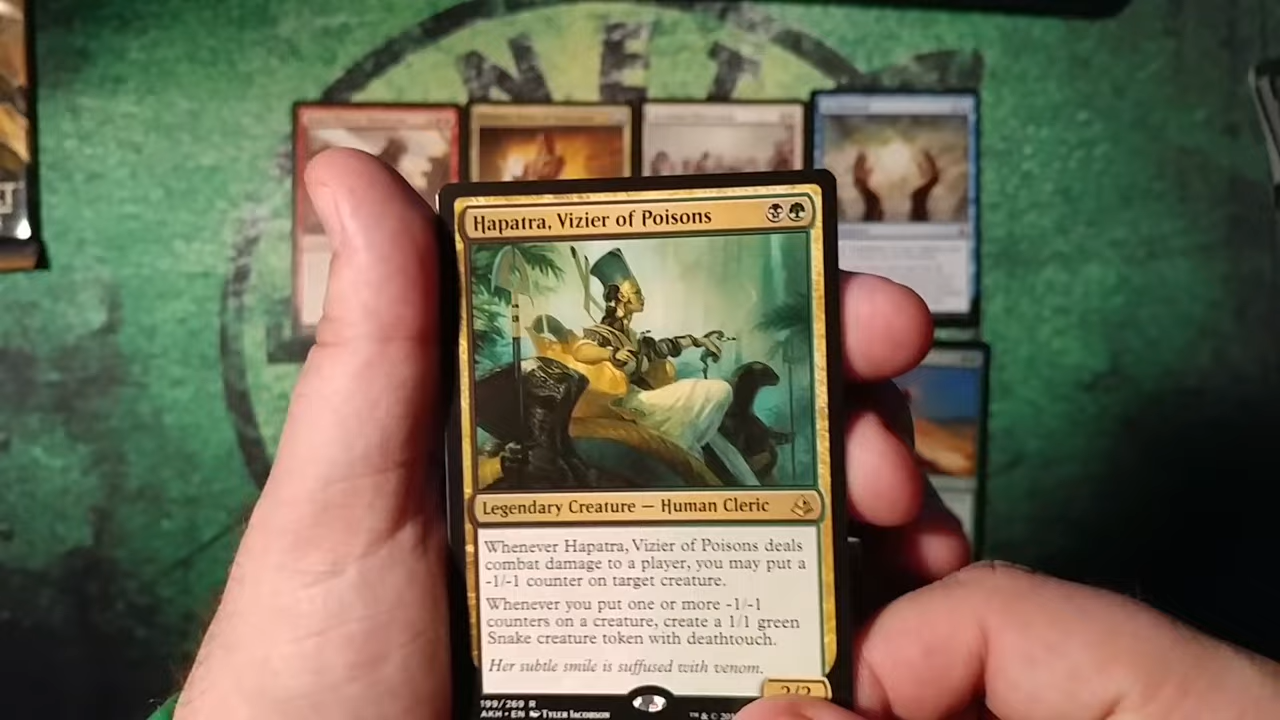 NET
Hapatra, Vizier of Poisons
Legendary Creature — Human Cleric
Whenever Hapatra, Vizier of Poisons deals
combat damage to a player, you may put a
-1/-1 counter on target creature.
Whenever you put one or more -1/-1
counters on a creature, create a 1/1 green
Snake creature token with deathtouch.
Her subtle smile is suffused with venom.
2/2
199/269 R
AKH • EN Tyler Jacobson
™ & © 201